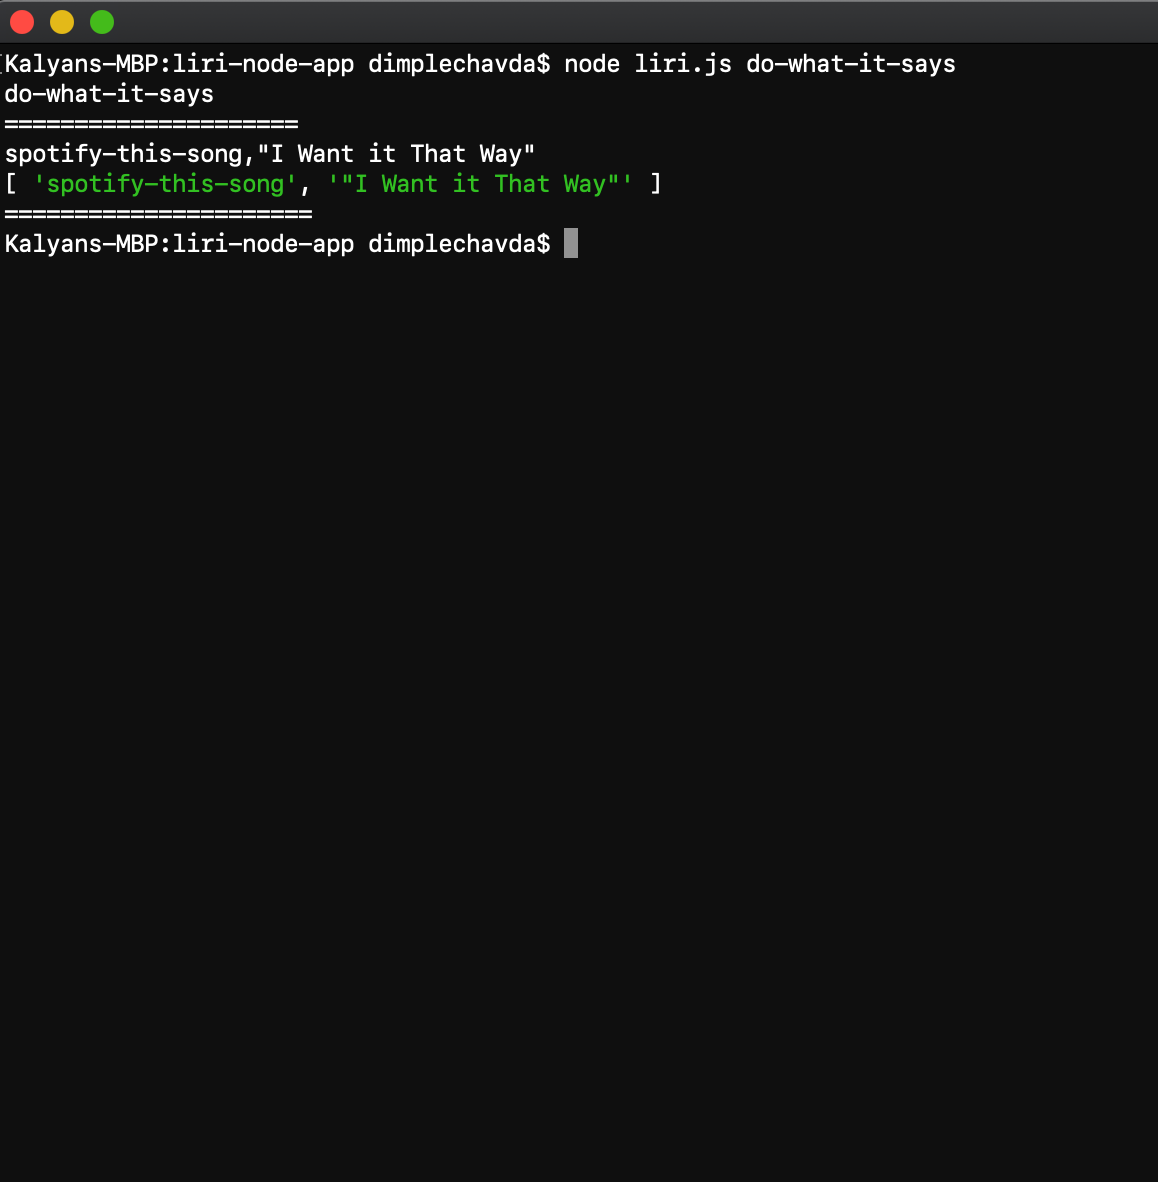 Kalyans-MBP:liri-node-app dimplechavda$ node liri.js do-what-it-says
do-what-it-says
=====================
spotify-this-song,"I Want it That Way"
[ 'spotify-this-song', '"I Want it That Way"' ]
======================
Kalyans-MBP:liri-node-app dimplechavda$